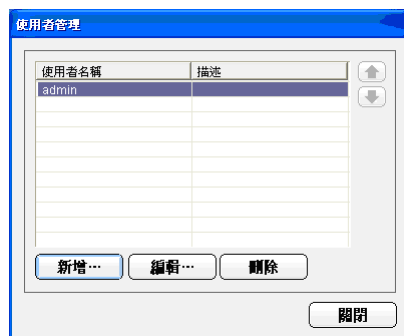 使用者管理
使用者名稱 描述
admin
新增… 編輯… 刪除
關閉